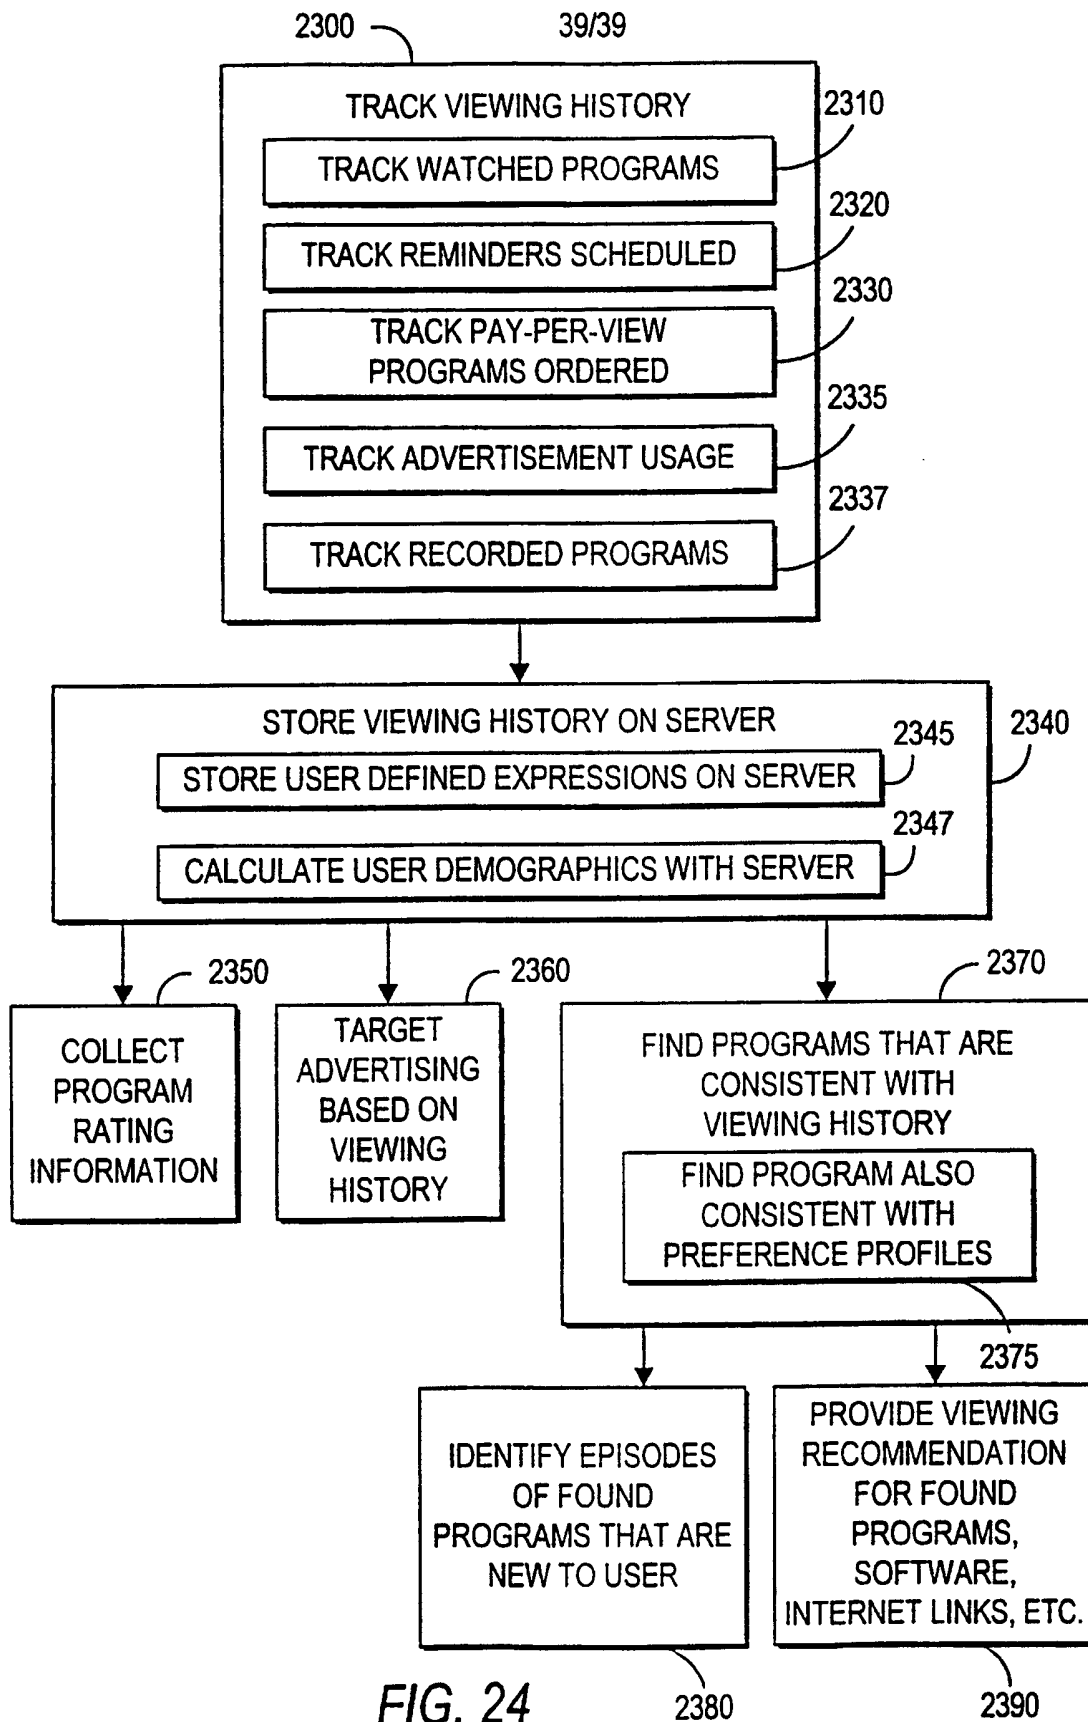 2300 39/39
TRACK VIEWING HISTORY
2310
TRACK WATCHED PROGRAMS
2320
TRACK REMINDERS SCHEDULED
2330
TRACK PAY-PER-VIEW
PROGRAMS ORDERED
2335
TRACK ADVERTISEMENT USAGE
2337
TRACK RECORDED PROGRAMS
STORE VIEWING HISTORY ON SERVER
2345 2340
STORE USER DEFINED EXPRESSIONS ON SERVER
2347
CALCULATE USER DEMOGRAPHICS WITH SERVER
2350
COLLECT
PROGRAM
RATING
INFORMATION
2360
TARGET
ADVERTISING
BASED ON
VIEWING
HISTORY
2370
FIND PROGRAMS THAT ARE
CONSISTENT WITH
VIEWING HISTORY
FIND PROGRAM ALSO
CONSISTENT WITH
PREFERENCE PROFILES
2375
IDENTIFY EPISODES
OF FOUND
PROGRAMS THAT ARE
NEW TO USER
2380
PROVIDE VIEWING
RECOMMENDATION
FOR FOUND
PROGRAMS,
SOFTWARE,
INTERNET LINKS, ETC.
2390
FIG. 24